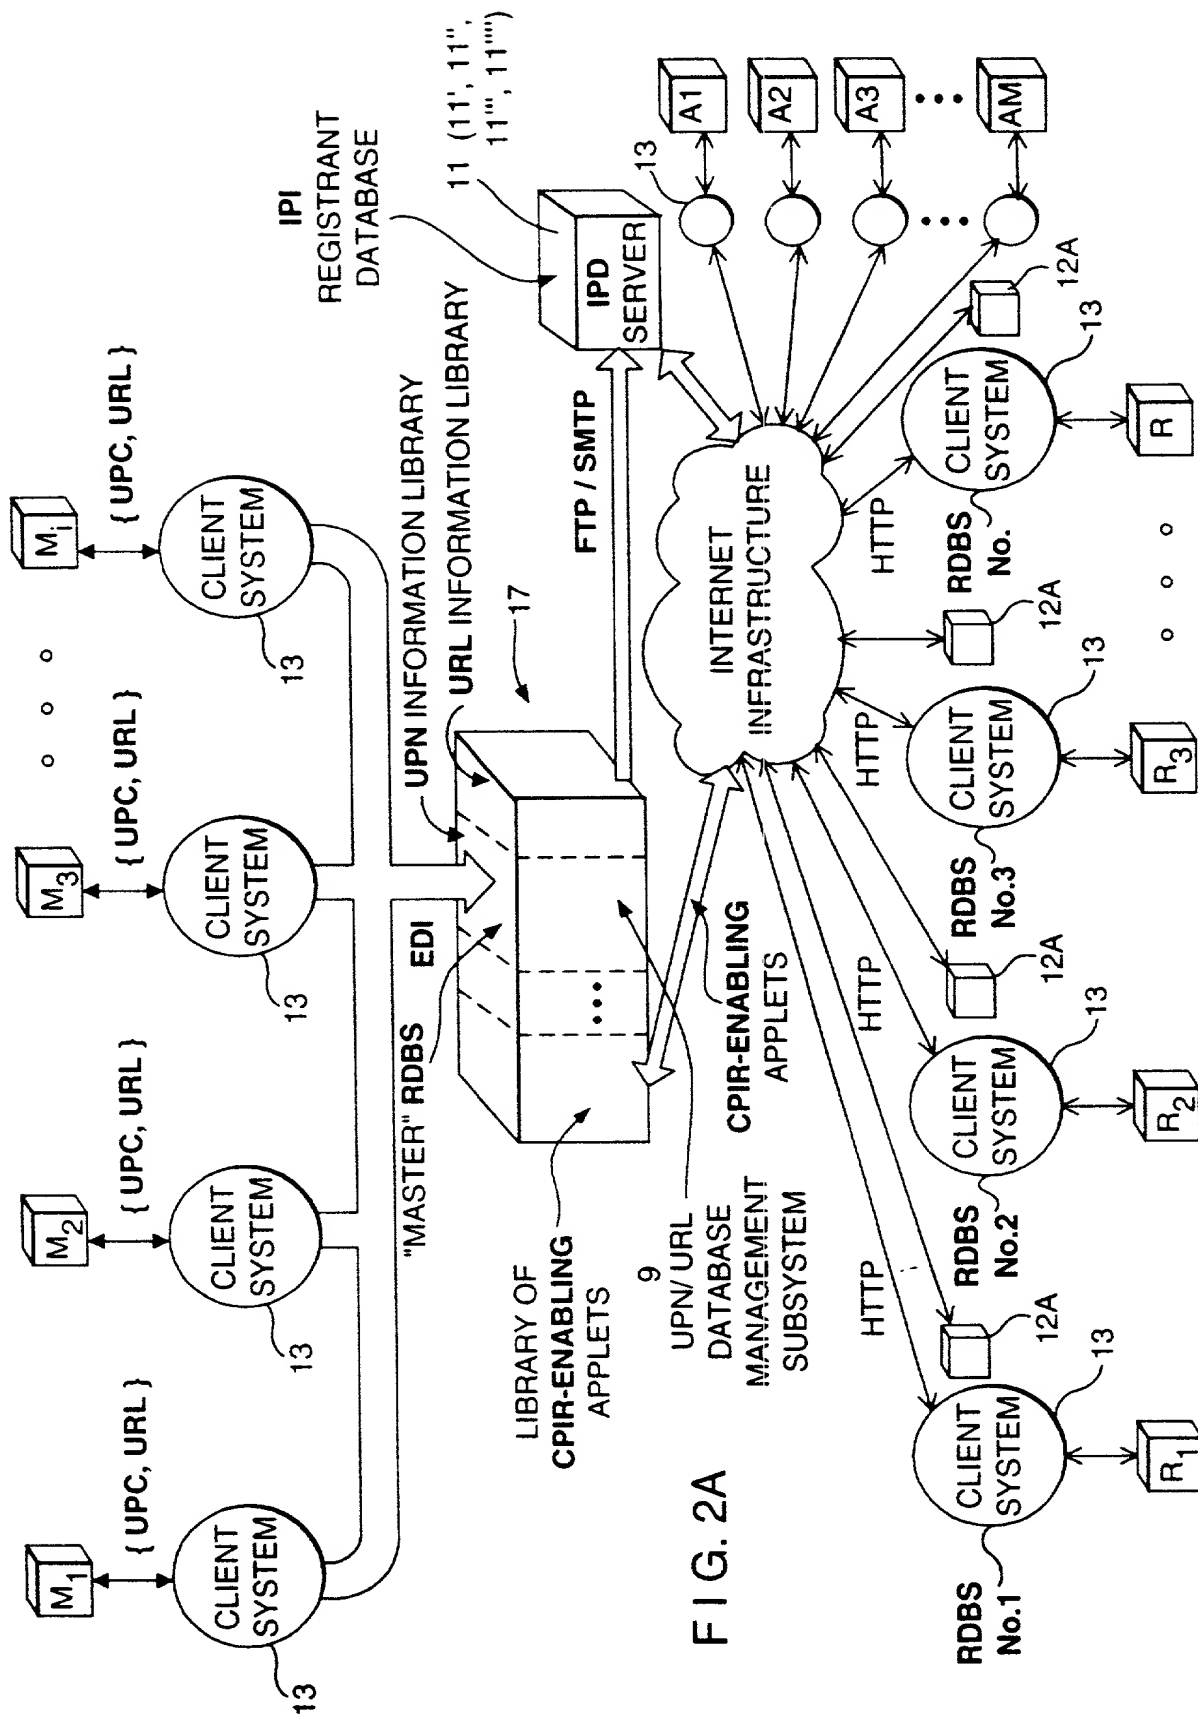 M1
{ UPC, URL }
CLIENT
SYSTEM
13
M2
{ UPC, URL }
CLIENT
SYSTEM
13
M3
{ UPC, URL }
CLIENT
SYSTEM
13
Mi
{ UPC, URL }
CLIENT
SYSTEM
13
"MASTER" RDBS
EDI
UPN INFORMATION LIBRARY
URL INFORMATION LIBRARY
17
IPI
REGISTRANT
DATABASE
11 (11', 11",
11''', 11'''')
IPD
SERVER
FTP / SMTP
LIBRARY OF
CPIR-ENABLING
APPLETS
9
UPN/ URL
DATABASE
MANAGEMENT
SUBSYSTEM
CPIR-ENABLING
APPLETS
INTERNET
INFRASTRUCTURE
13
A1
A2
A3
AM
HTTP
HTTP
HTTP
HTTP
12A
12A
12A
12A
RDBS
No.1
CLIENT
SYSTEM
13
R1
RDBS
No.2
CLIENT
SYSTEM
13
R2
RDBS
No.3
CLIENT
SYSTEM
13
R3
RDBS
No.
CLIENT
SYSTEM
13
R
FIG. 2A